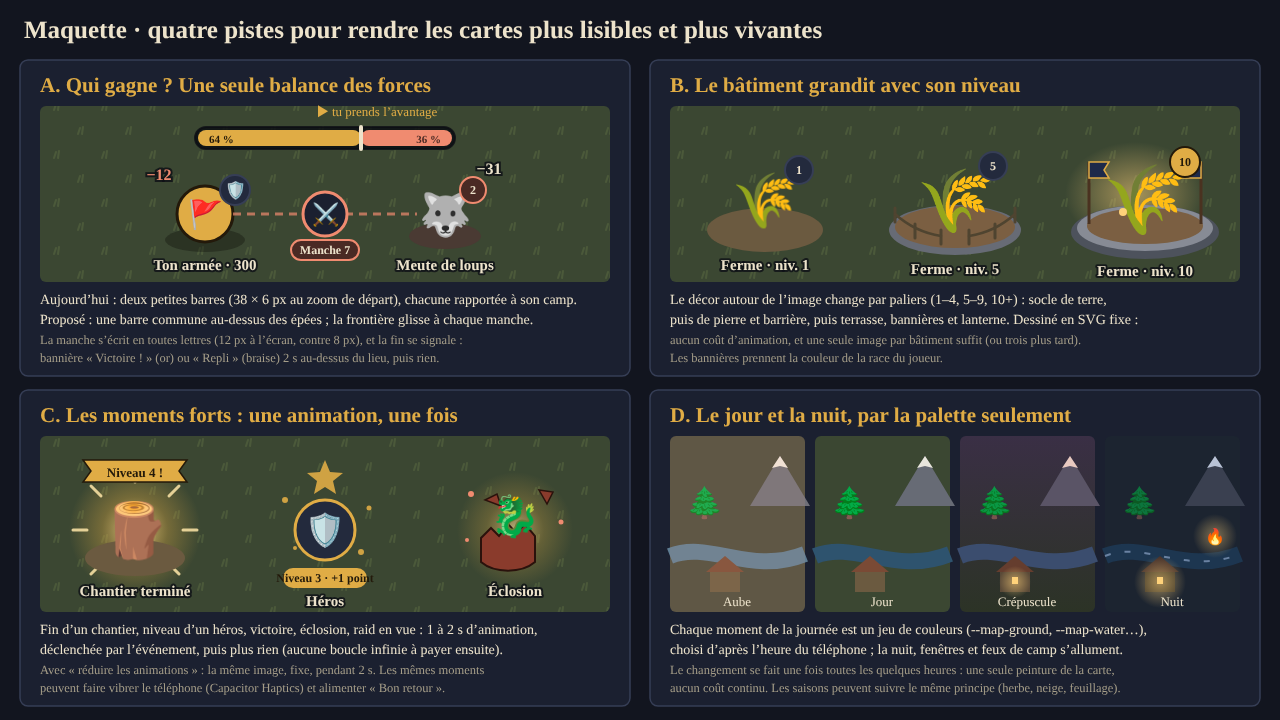 Maquette · quatre pistes pour rendre les cartes plus lisibles et plus vivantes
A. Qui gagne ? Une seule balance des forces
tu prends l’avantage
64 %
36 %
−12
−31
2
Manche 7
Ton armée · 300
Meute de loups
Aujourd’hui : deux petites barres (38 × 6 px au zoom de départ), chacune rapportée à son camp.
Proposé : une barre commune au-dessus des épées ; la frontière glisse à chaque manche.
La manche s’écrit en toutes lettres (12 px à l’écran, contre 8 px), et la fin se signale :
bannière « Victoire ! » (or) ou « Repli » (braise) 2 s au-dessus du lieu, puis rien.
B. Le bâtiment grandit avec son niveau
1
5
10
Ferme · niv. 1
Ferme · niv. 5
Ferme · niv. 10
Le décor autour de l’image change par paliers (1–4, 5–9, 10+) : socle de terre,
puis de pierre et barrière, puis terrasse, bannières et lanterne. Dessiné en SVG fixe :
aucun coût d’animation, et une seule image par bâtiment suffit (ou trois plus tard).
Les bannières prennent la couleur de la race du joueur.
C. Les moments forts : une animation, une fois
Niveau 4 !
Chantier terminé
Niveau 3 · +1 point
Héros
Éclosion
Fin d’un chantier, niveau d’un héros, victoire, éclosion, raid en vue : 1 à 2 s d’animation,
déclenchée par l’événement, puis plus rien (aucune boucle infinie à payer ensuite).
Avec « réduire les animations » : la même image, fixe, pendant 2 s. Les mêmes moments
peuvent faire vibrer le téléphone (Capacitor Haptics) et alimenter « Bon retour ».
D. Le jour et la nuit, par la palette seulement
Aube
Jour
Crépuscule
Nuit
Chaque moment de la journée est un jeu de couleurs (--map-ground, --map-water…),
choisi d’après l’heure du téléphone ; la nuit, fenêtres et feux de camp s’allument.
Le changement se fait une fois toutes les quelques heures : une seule peinture de la carte,
aucun coût continu. Les saisons peuvent suivre le même principe (herbe, neige, feuillage).